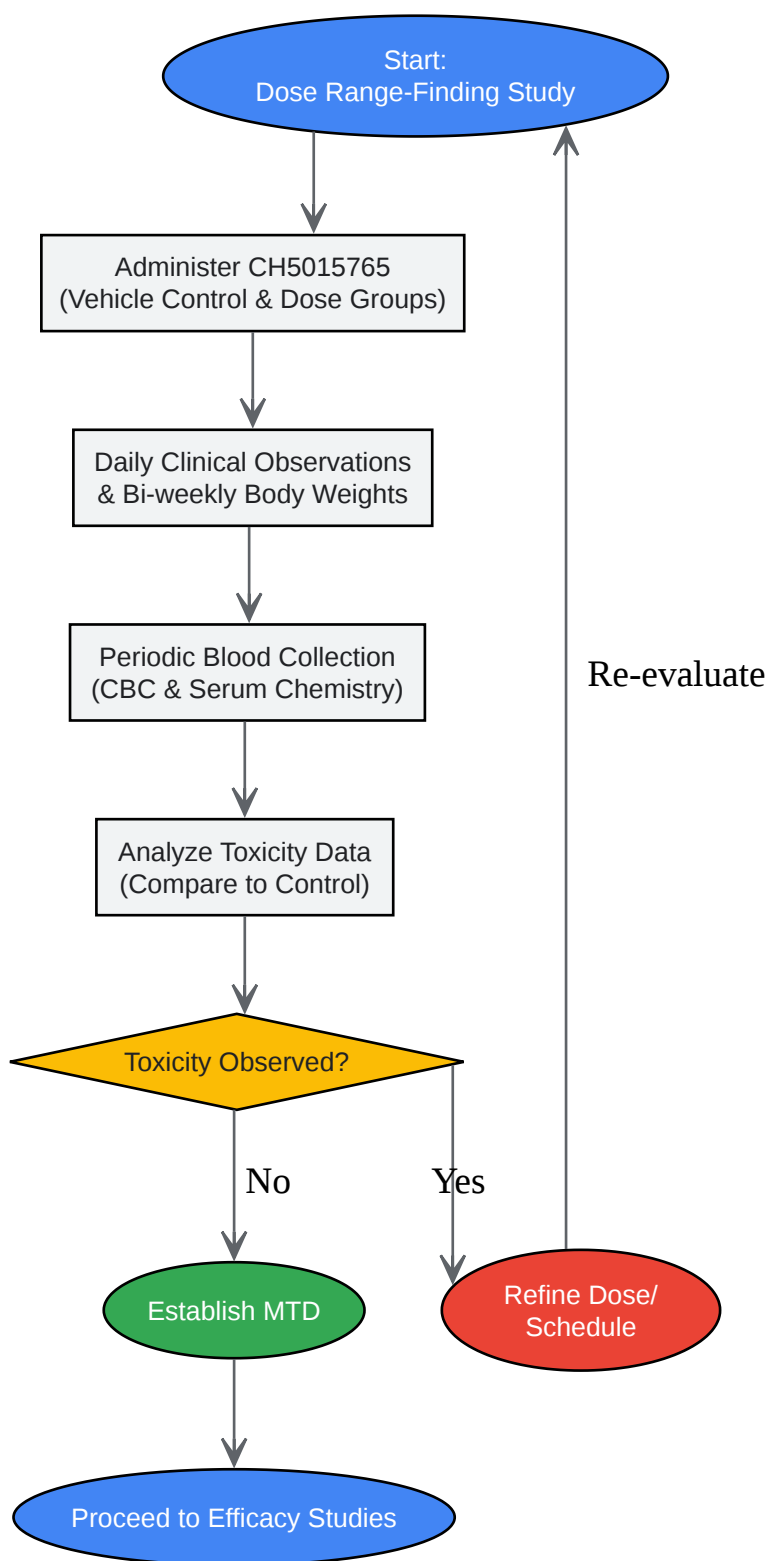 Start:
Dose Range-Finding Study
Administer CH5015765
(Vehicle Control & Dose Groups)
Daily Clinical Observations
& Bi-weekly Body Weights
Periodic Blood Collection
(CBC & Serum Chemistry)
Re-evaluate
Analyze Toxicity Data
(Compare to Control)
Toxicity Observed?
No
Yes
Establish MTD
Refine Dose/
Schedule
Proceed to Efficacy Studies